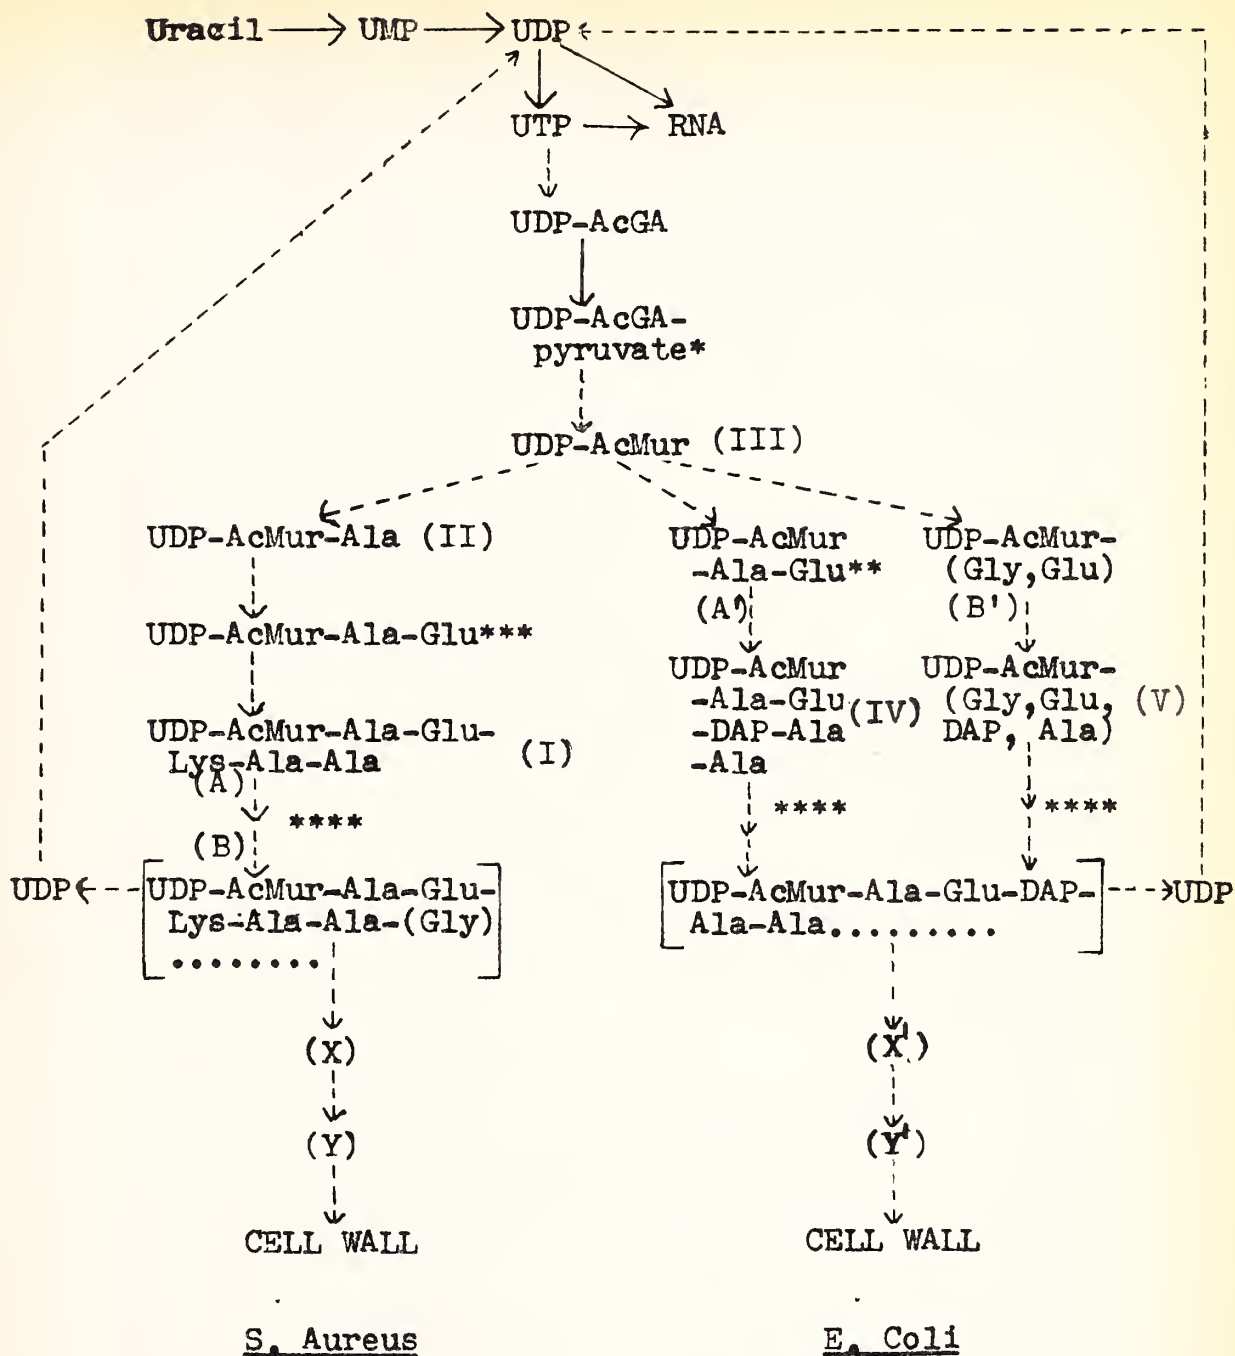 Uracil → UMP → UDP
UTP → RNA
UDP-AcGA
UDP-AcGA-
pyruvate*
UDP-AcMur (III)
UDP-AcMur-Ala (II)
UDP-AcMur-Ala-Glu***
UDP-AcMur-Ala-Glu-
Lys-Ala-Ala (I)
(A)
****
(B)
UDP
UDP-AcMur-Ala-Glu-
Lys-Ala-Ala-(Gly)
........
(X)
(Y)
CELL WALL
S. Aureus
UDP-AcMur
-Ala-Glu**
(A')
UDP-AcMur
-Ala-Glu (IV)
-DAP-Ala
-Ala
****
UDP-AcMur-
(Gly,Glu)
(B')
UDP-AcMur-
(Gly,Glu, (V)
DAP, Ala)
****
UDP-AcMur-Ala-Glu-DAP-
Ala-Ala.........
UDP
(X')
(Y')
CELL WALL
E. Coli